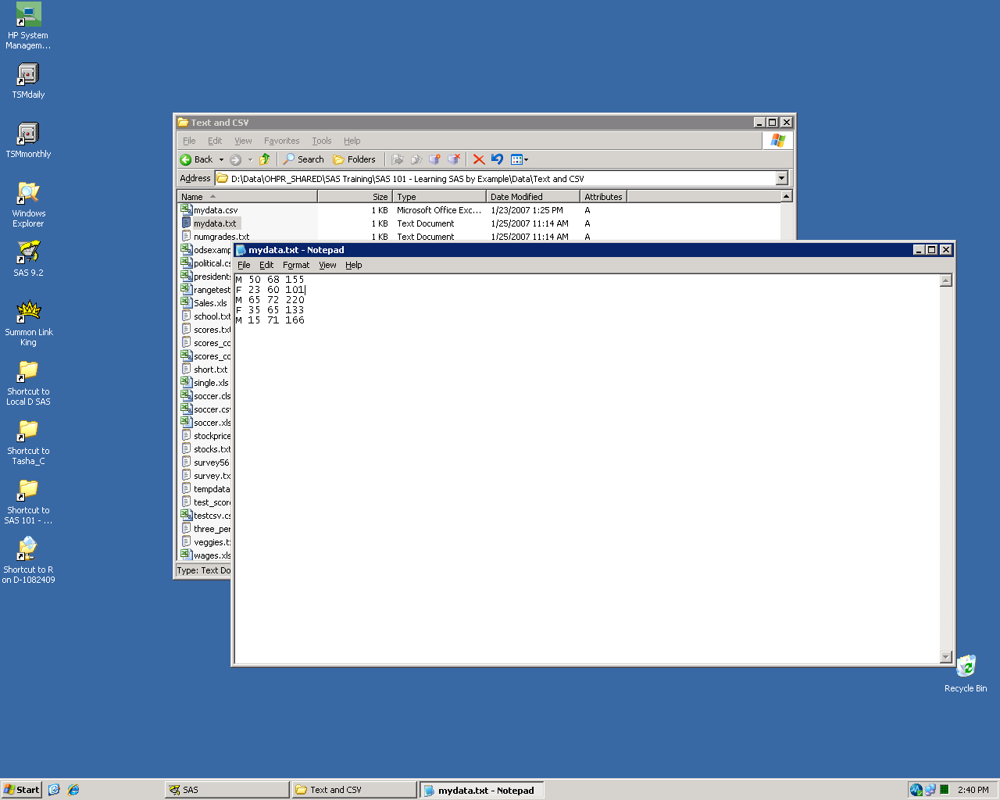 HP System
Managem...
TSMdaily
TSMmonthly
Windows
Explorer
SAS 9.2
Summon Link
King
Shortcut to
Local D SAS
Shortcut to
Tasha_C
Shortcut to
SAS 101 - ...
Shortcut to R
on D-1082409
Text and CSV
File Edit View Favorites Tools Help
Back Search Folders
Address D:\Data\OHPR_SHARED\SAS Training\SAS 101 - Learning SAS by Example\Data\Text and CSV
Name Size Type Date Modified Attributes
mydata.csv 1 KB Microsoft Office Exc... 1/23/2007 1:25 PM A
mydata.txt 1 KB Text Document 1/25/2007 11:14 AM A
numgrades.txt 1 KB Text Document 1/25/2007 11:14 AM A
odsexamp
political.cs
president
rangetest
Sales.xls
school.txt
scores.txt
scores_co
scores_co
short.txt
single.xls
soccer.cls
soccer.csv
soccer.xls
stockprice
stocks.txt
survey56
survey.tx
tempdata
test_score
testcsv.cs
three_per
veggies.tx
wages.xls
Type: Text Do
mydata.txt - Notepad
File Edit Format View Help
M 50 68 155
F 23 60 101
M 65 72 220
F 35 65 133
M 15 71 166
Recycle Bin
Start SAS Text and CSV mydata.txt - Notepad 2:40 PM